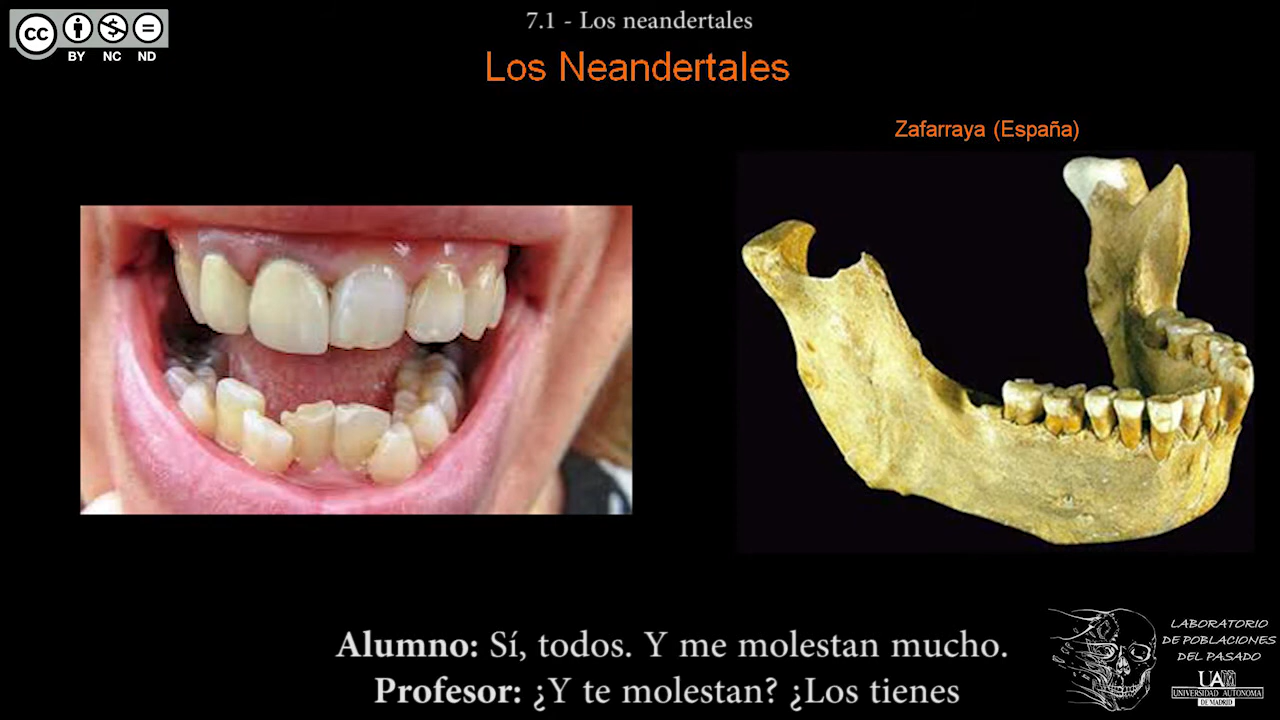 7.1 - Los neandertales
cc
BY NC ND
Los Neandertales
Zafarraya (España)
Alumno: Sí, todos. Y me molestan mucho.
Profesor: ¿Y te molestan? ¿Los tienes
LABORATORIO
DE POBLACIONES
DEL PASADO
UAM
UNIVERSIDAD AUTONOMA
DE MADRID